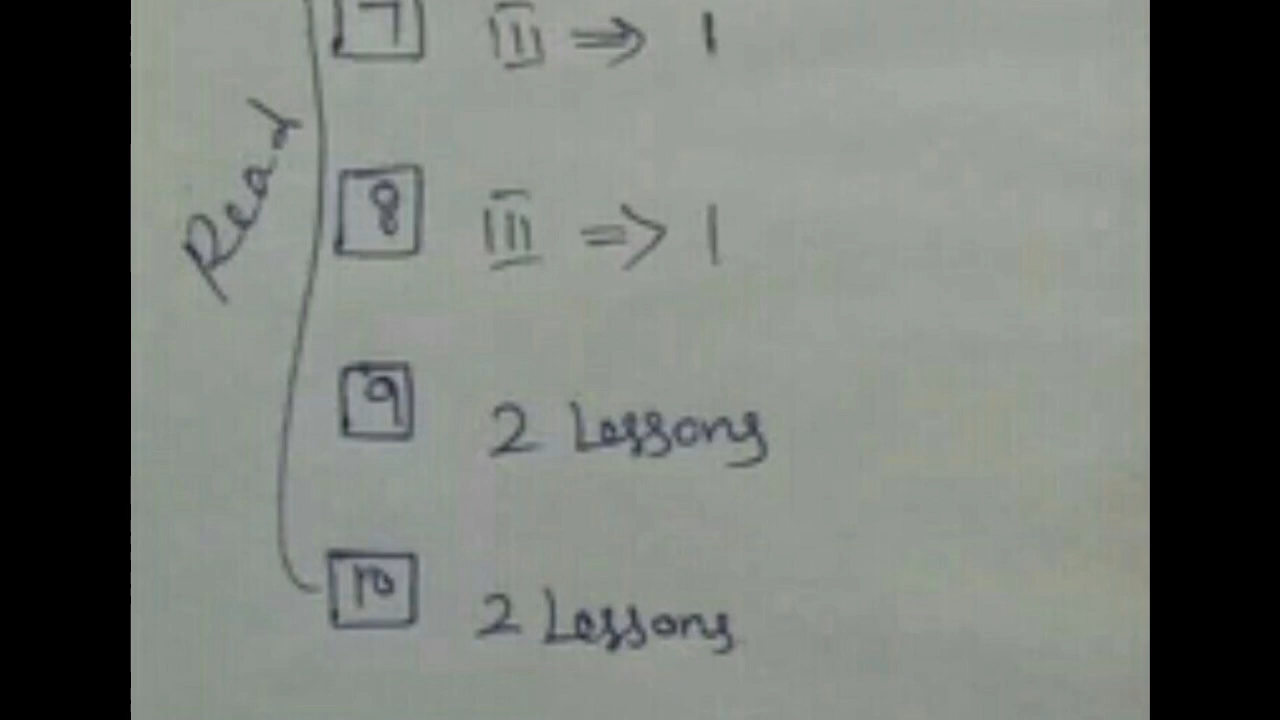 7 III ⇒ 1
Read
8 III ⇒ 1
9 2 Lessons
10 2 Lessons